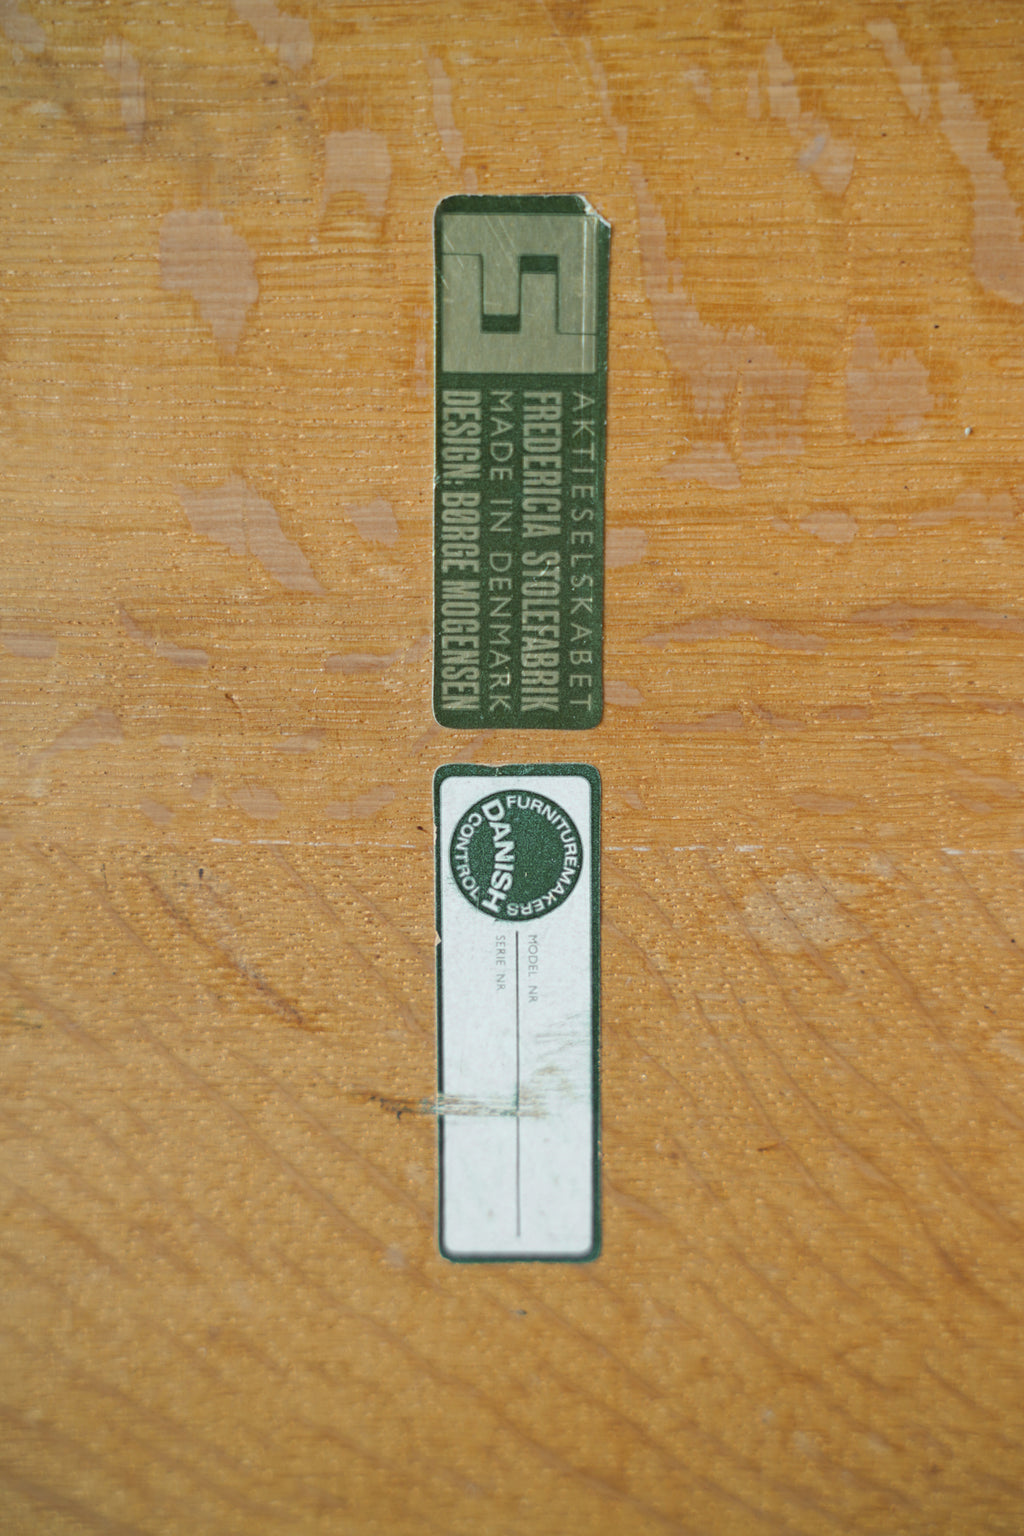 AKTIESELSKABET
FREDERICIA STOLEFABRIK
MADE IN DENMARK
DESIGN: BØRGE MOGENSEN
FURNITUREMAKERS
DANISH
CONTROL
MODEL NR
SERIE NR.